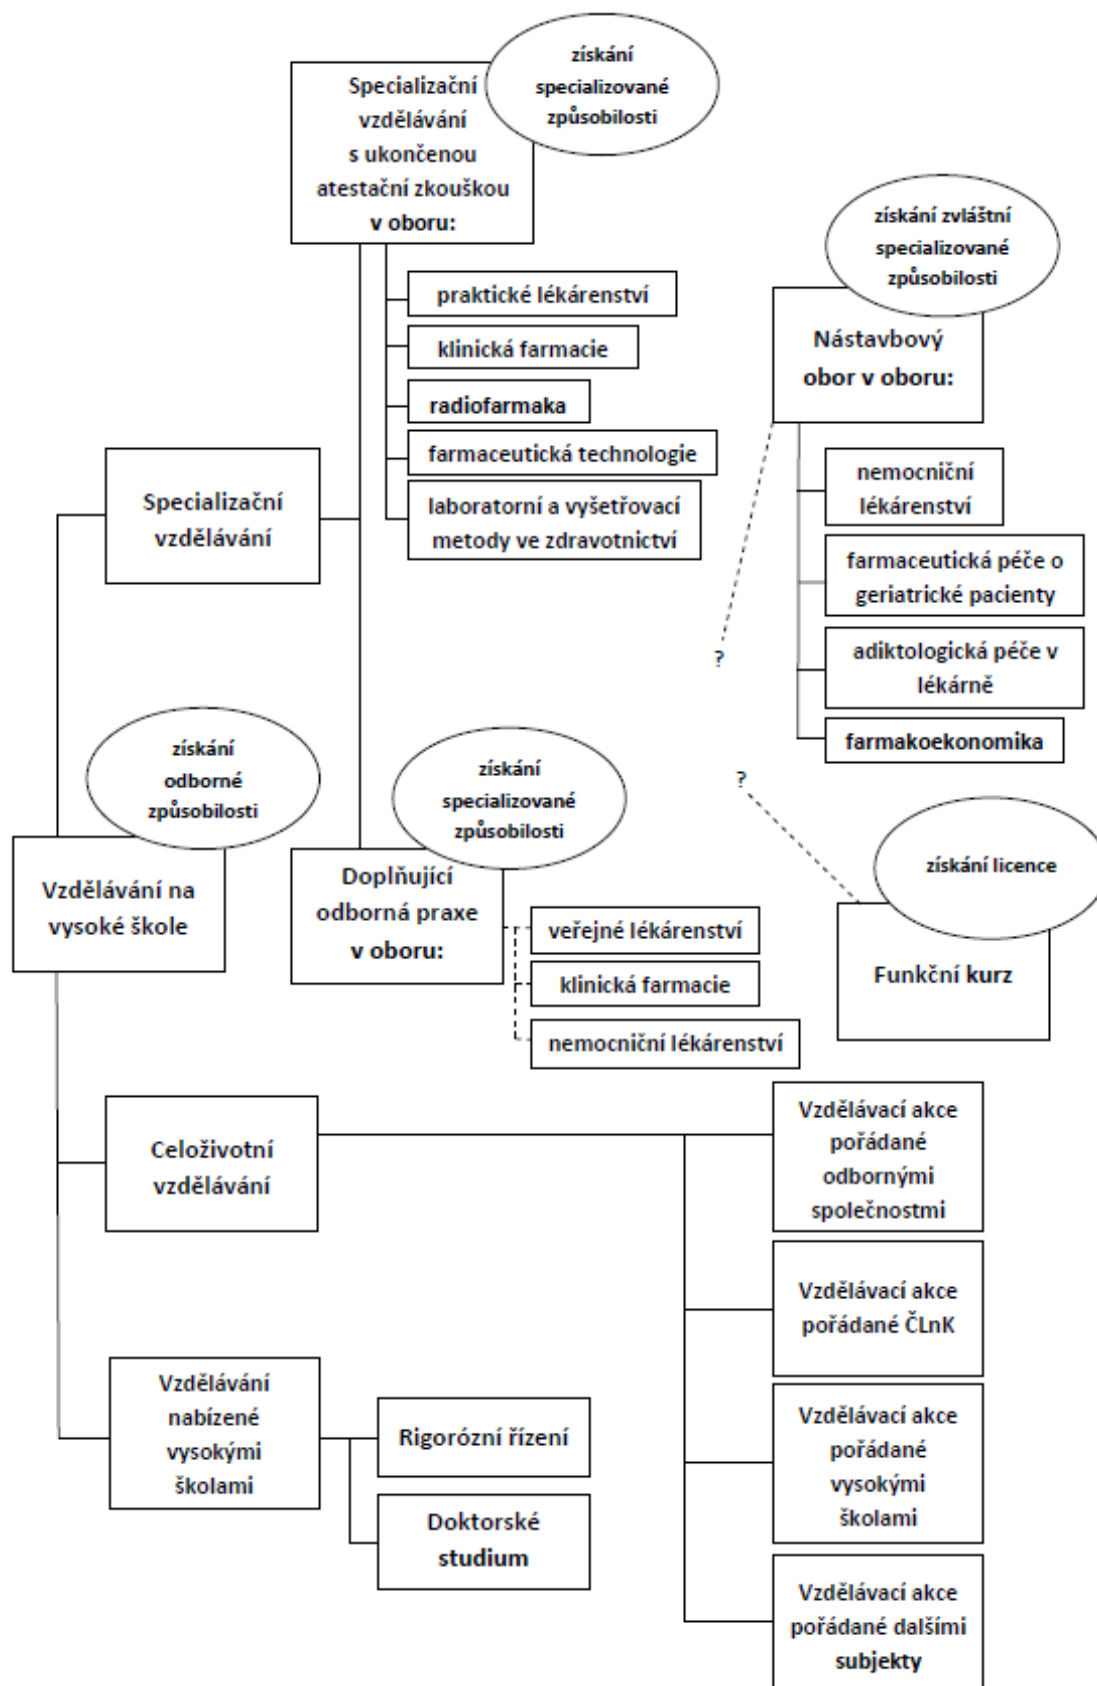 získání
specializované
způsobilosti
Specializační
vzdělávání
s ukončenou
atestační zkouškou
v oboru:
praktické lékárenství
klinická farmacie
radiofarmaka
farmaceutická technologie
laboratorní a vyšetřovací
metody ve zdravotnictví
získání zvláštní
specializované
způsobilosti
Nástavbový
obor v oboru:
nemocniční
lékárenství
farmaceutická péče o
geriatrické pacienty
adiktologická péče v
lékárně
farmakoekonomika
?
Specializační
vzdělávání
získání
odborné
způsobilosti
Vzdělávání na
vysoké škole
získání
specializované
způsobilosti
Doplňující
odborná praxe
v oboru:
veřejné lékárenství
klinická farmacie
nemocniční lékárenství
?
získání licence
Funkční kurz
Celoživotní
vzdělávání
Vzdělávací akce
pořádané
odbornými
společnostmi
Vzdělávací akce
pořádané ČLnK
Vzdělávací akce
pořádané
vysokými
školami
Vzdělávací akce
pořádané dalšími
subjekty
Vzdělávání
nabízené
vysokými
školami
Rigorózní řízení
Doktorské
studium